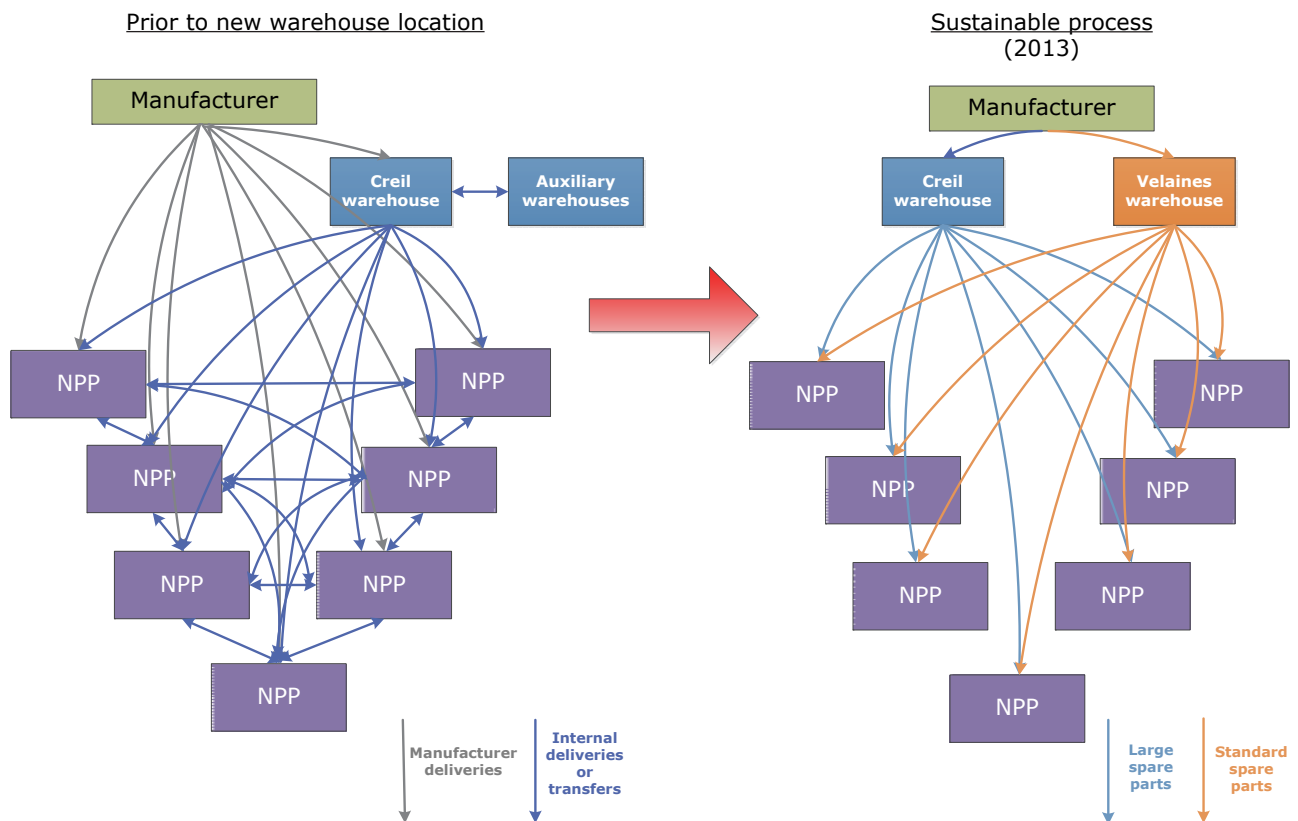 Prior to new warehouse location
Manufacturer
Creil
warehouse
Auxiliary
warehouses
NPP
NPP
NPP
NPP
NPP
NPP
NPP
Manufacturer
deliveries
Internal
deliveries
or
transfers
Sustainable process
(2013)
Manufacturer
Creil
warehouse
Velaines
warehouse
NPP
NPP
NPP
NPP
NPP
NPP
NPP
Large
spare
parts
Standard
spare
parts